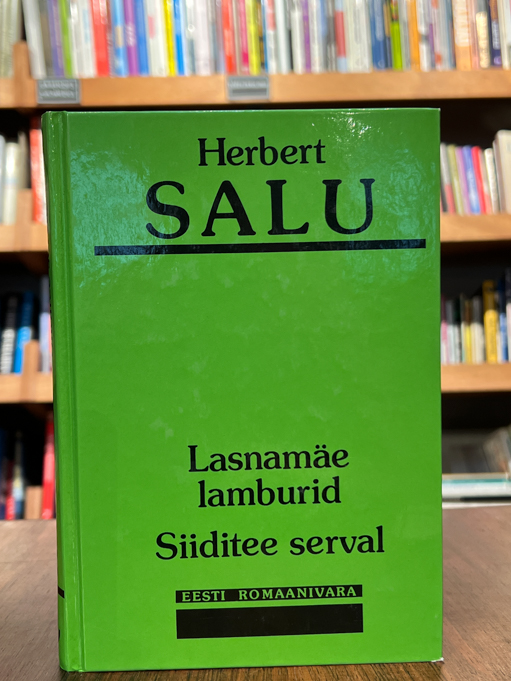 Herbert
SALU
Lasnamäe
lamburid
Siiditee serval
EESTI ROMAANIVARA